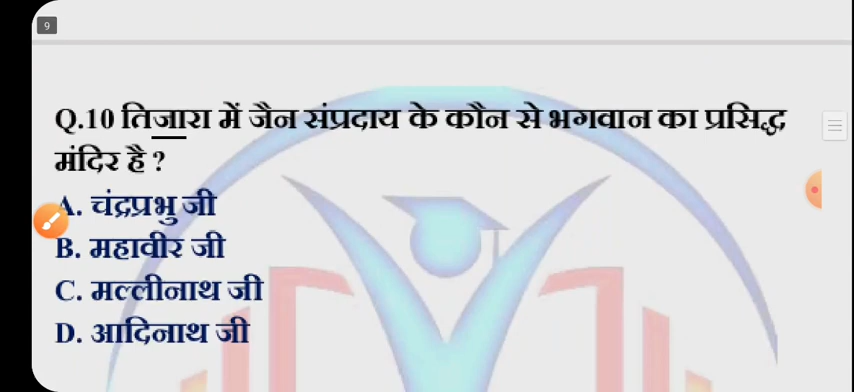 9
Q.10 तिजारा में जैन संप्रदाय के कौन से भगवान का प्रसिद्ध
मंदिर है ?
A. चंद्रप्रभु जी
B. महावीर जी
C. मल्लीनाथ जी
D. आदिनाथ जी